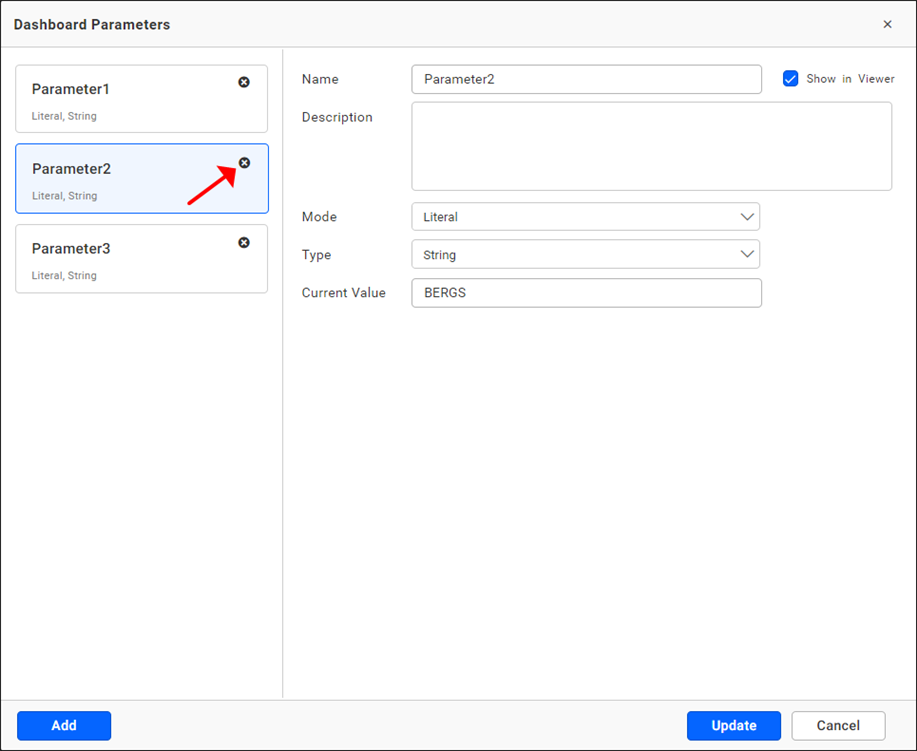 Dashboard Parameters
Parameter1
Literal, String
Parameter2
Literal, String
Parameter3
Literal, String
Name
Parameter2
Show in Viewer
Description
Mode
Literal
Type
String
Current Value
BERGS
Add
Update
Cancel